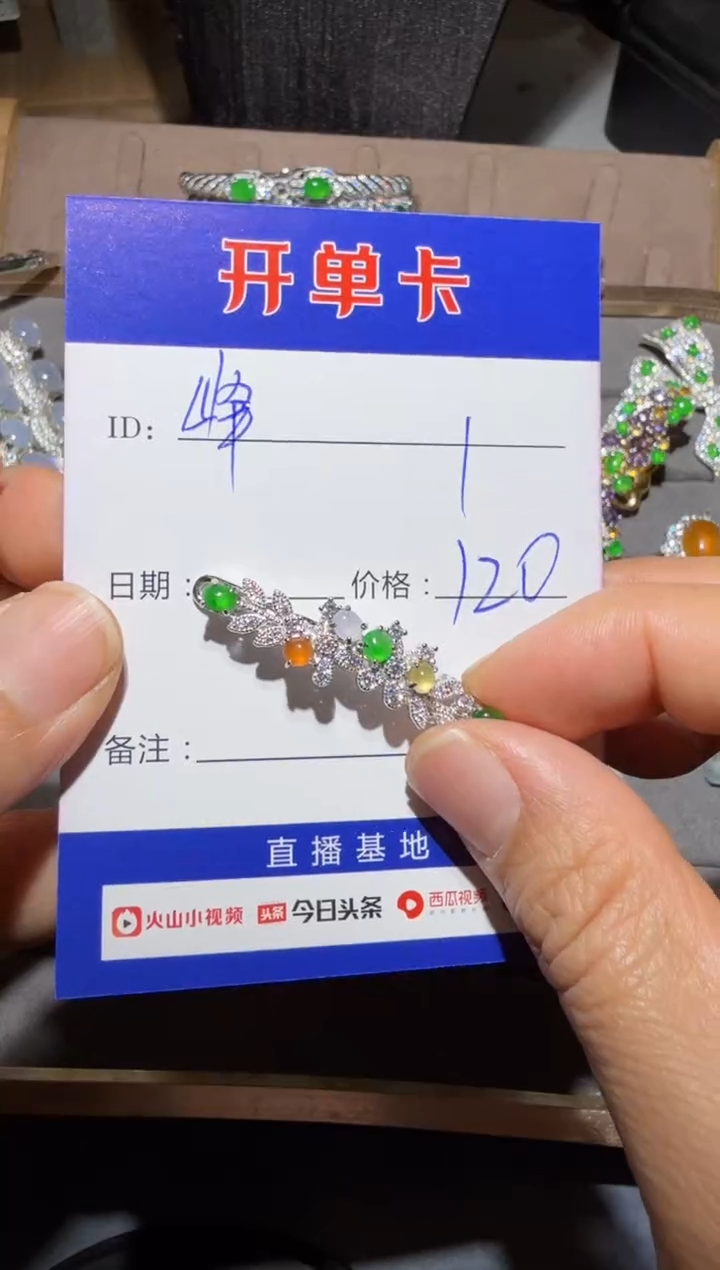 开单卡
ID： 峰
1
日期： 价格：120
备注：
直播基地
火山小视频 头条 今日头条 西瓜视频